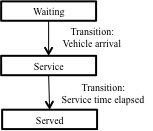 Waiting
Transition:
Vehicle arrival
Service
Transition:
Service time elapsed
Served